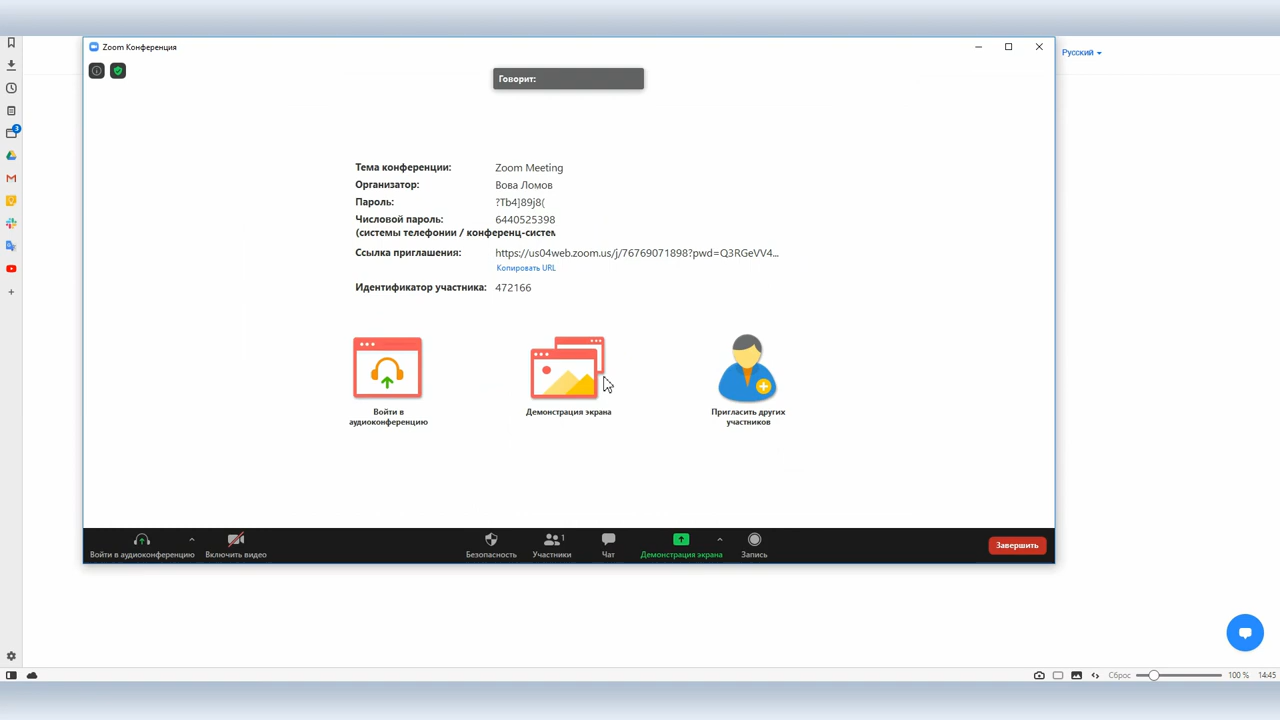 Zoom Конференция
Русский
Говорит:
Тема конференции: Zoom Meeting
Организатор: Вова Ломов
Пароль: ?Tb4]89j8(
Числовой пароль: 6440525398
(системы телефонии / конференц-систем
Ссылка приглашения: https://us04web.zoom.us/j/76769071898?pwd=Q3RGeVV4...
Копировать URL
Идентификатор участника: 472166
Войти в
аудиоконференцию
Демонстрация экрана
Пригласить других
участников
1
Войти в аудиоконференцию Включить видео Безопасность Участники Чат Демонстрация экрана Запись Завершить
3
Сброс 100 % 14:45